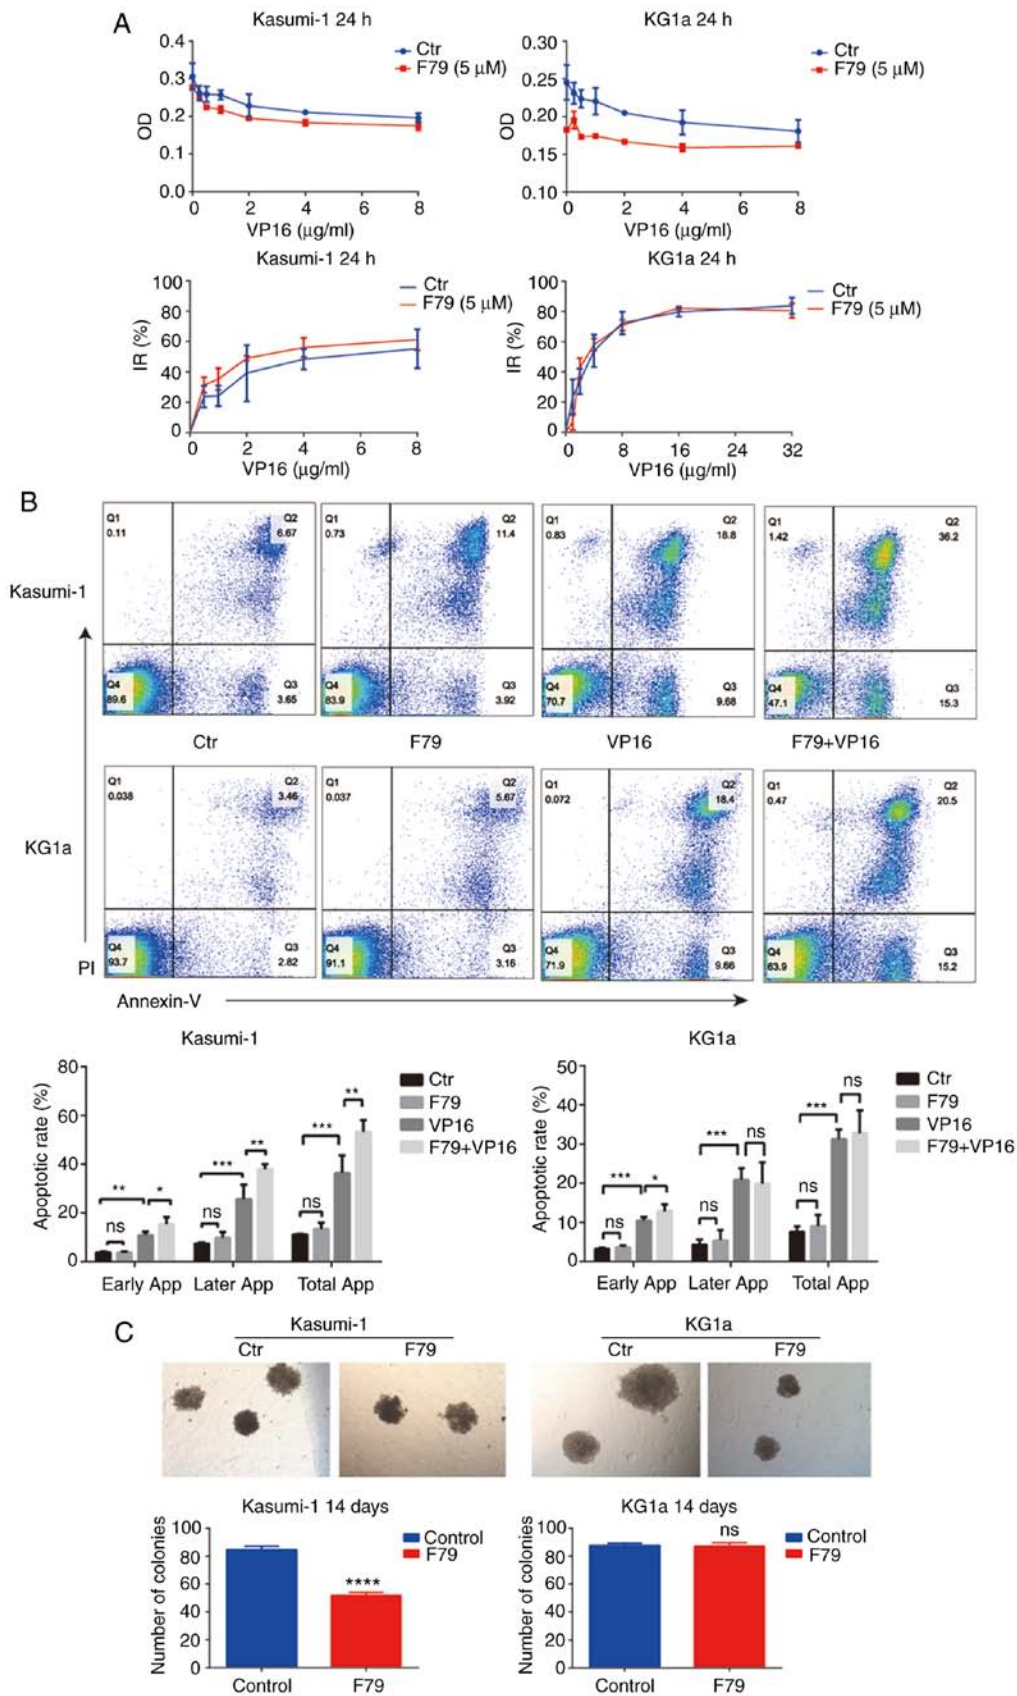 A
Kasumi-1 24 h
KG1a 24 h
0.4
0.3
0.2
0.1
0.0
OD
0 2 4 6 8
VP16 (μg/ml)
Ctr
F79 (5 μM)
0.30
0.25
0.20
0.15
0.10
OD
0 2 4 6 8
VP16 (μg/ml)
Ctr
F79 (5 μM)
Kasumi-1 24 h
KG1a 24 h
100
80
60
40
20
0
IR (%)
0 2 4 6 8
VP16 (μg/ml)
Ctr
F79 (5 μM)
100
80
60
40
20
0
IR (%)
0 8 16 24 32
VP16 (μg/ml)
Ctr
F79 (5 μM)
B
Kasumi-1
Q1
0.11
Q2
6.67
Q4
89.6
Q3
3.65
Q1
0.73
Q2
11.4
Q4
83.9
Q3
3.92
Q1
0.83
Q2
18.8
Q4
70.7
Q3
9.68
Q1
1.42
Q2
36.2
Q4
47.1
Q3
15.3
Ctr F79 VP16 F79+VP16
KG1a
Q1
0.038
Q2
3.46
Q4
93.7
Q3
2.82
Q1
0.037
Q2
5.67
Q4
91.1
Q3
3.16
Q1
0.072
Q2
18.4
Q4
71.9
Q3
9.66
Q1
0.47
Q2
20.5
Q4
63.9
Q3
15.2
PI
Annexin-V
Kasumi-1
KG1a
80
60
40
20
0
Apoptotic rate (%)
ns ** *
ns *** **
ns *** **
Early App Later App Total App
Ctr
F79
VP16
F79+VP16
50
40
30
20
10
0
Apoptotic rate (%)
ns *** *
ns *** ns
ns *** ns
Early App Later App Total App
Ctr
F79
VP16
F79+VP16
C
Kasumi-1
KG1a
Ctr F79
Ctr F79
Kasumi-1 14 days
KG1a 14 days
100
80
60
40
20
0
Number of colonies
****
Control F79
Control
F79
100
80
60
40
20
0
Number of colonies
ns
Control F79
Control
F79